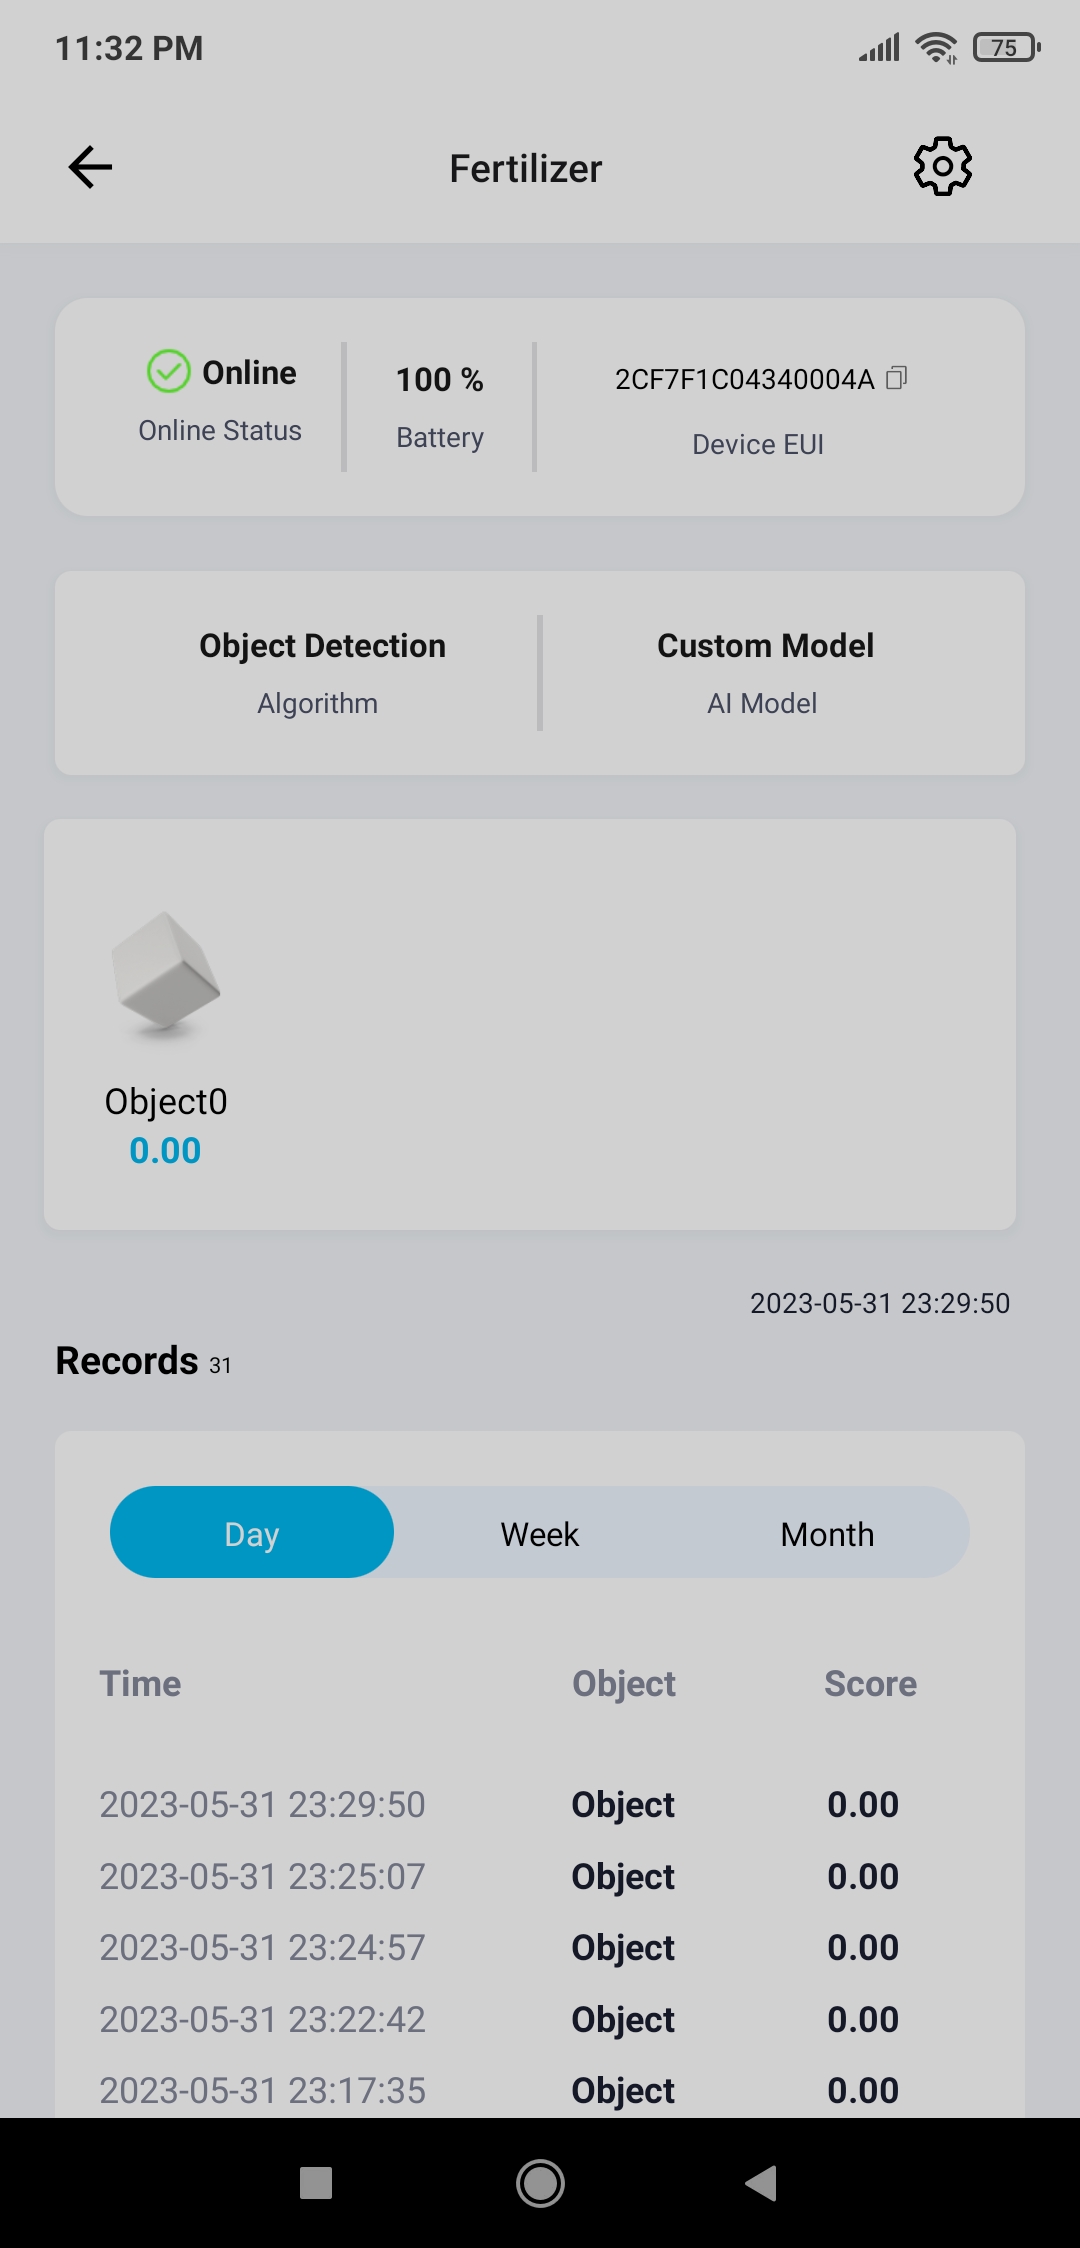 11:32 PM 75
Fertilizer
Online 100 % 2CF7F1C04340004A
Online Status Battery Device EUI
Object Detection Custom Model
Algorithm AI Model
Object0
0.00
2023-05-31 23:29:50
Records 31
Day Week Month
Time Object Score
2023-05-31 23:29:50 Object 0.00
2023-05-31 23:25:07 Object 0.00
2023-05-31 23:24:57 Object 0.00
2023-05-31 23:22:42 Object 0.00
2023-05-31 23:17:35 Object 0.00